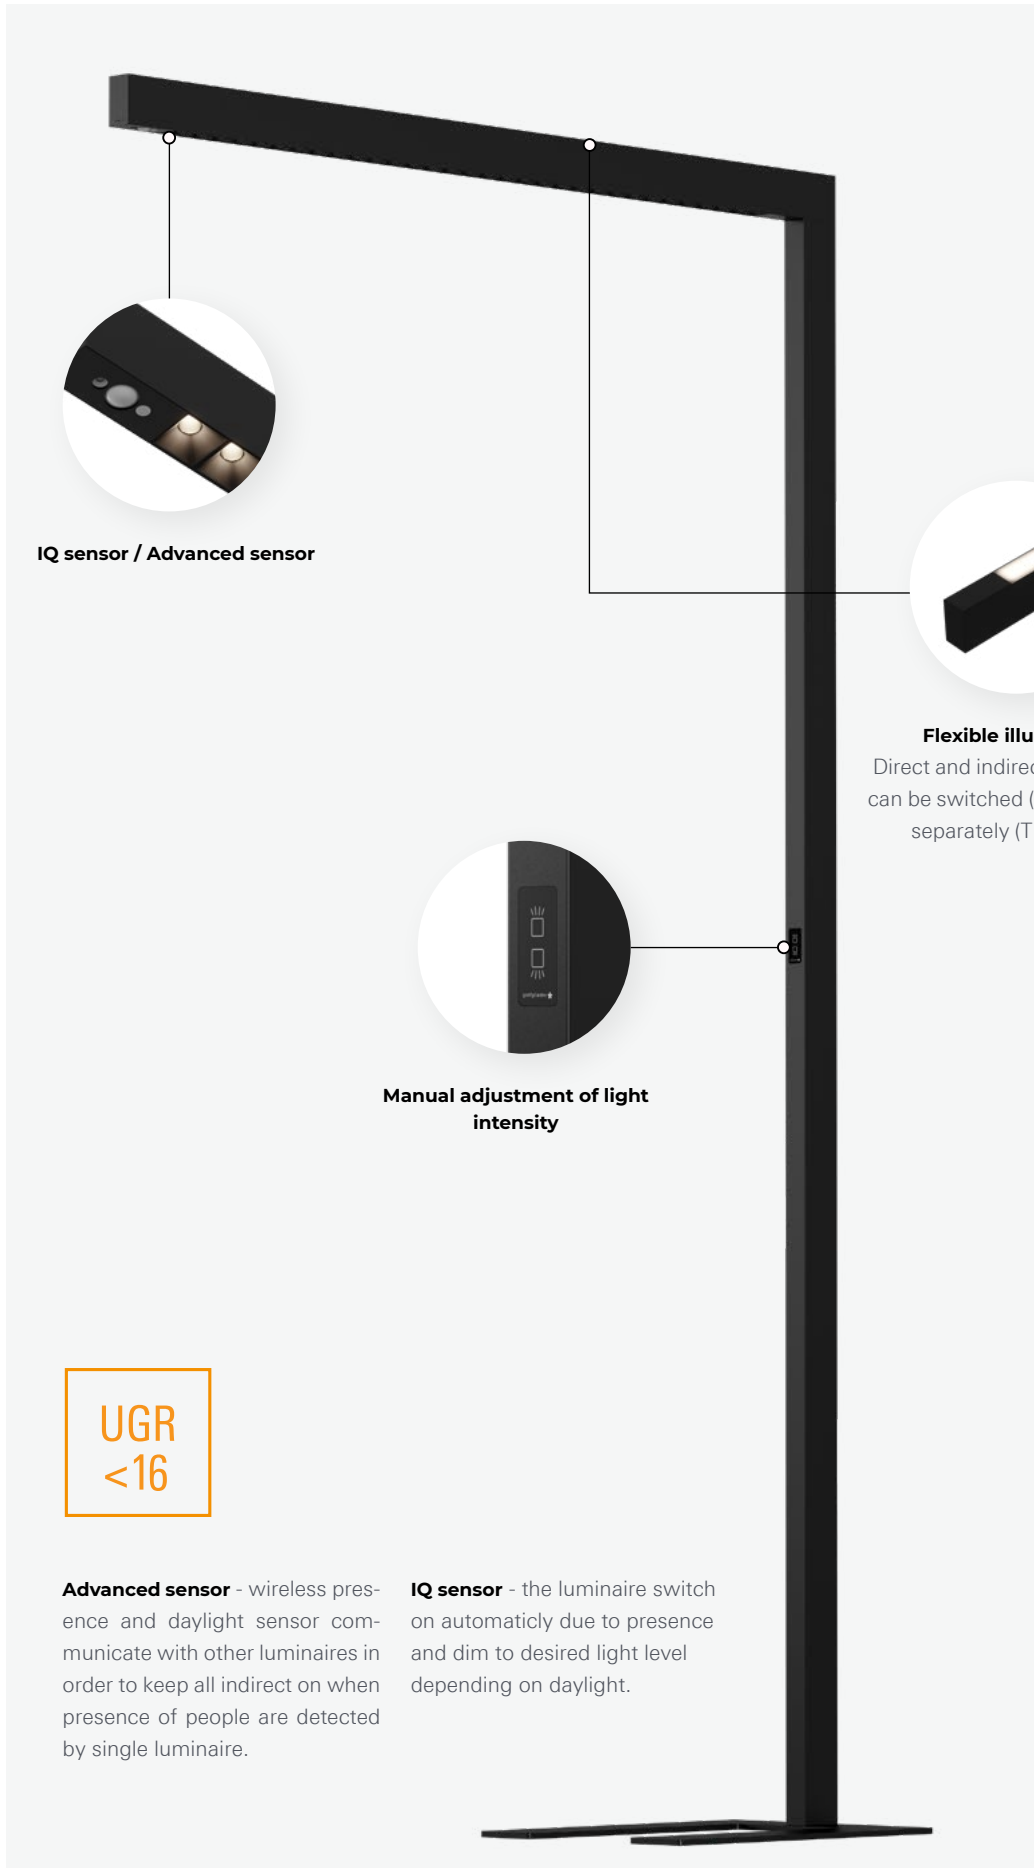 IQ sensor / Advanced sensor
Flexible illu
Direct and indirec
can be switched (
separately (T
Manual adjustment of light
intensity
UGR
<16
Advanced sensor - wireless pres-
ence and daylight sensor com-
municate with other luminaires in
order to keep all indirect on when
presence of people are detected
by single luminaire.
IQ sensor - the luminaire switch
on automaticly due to presence
and dim to desired light level
depending on daylight.